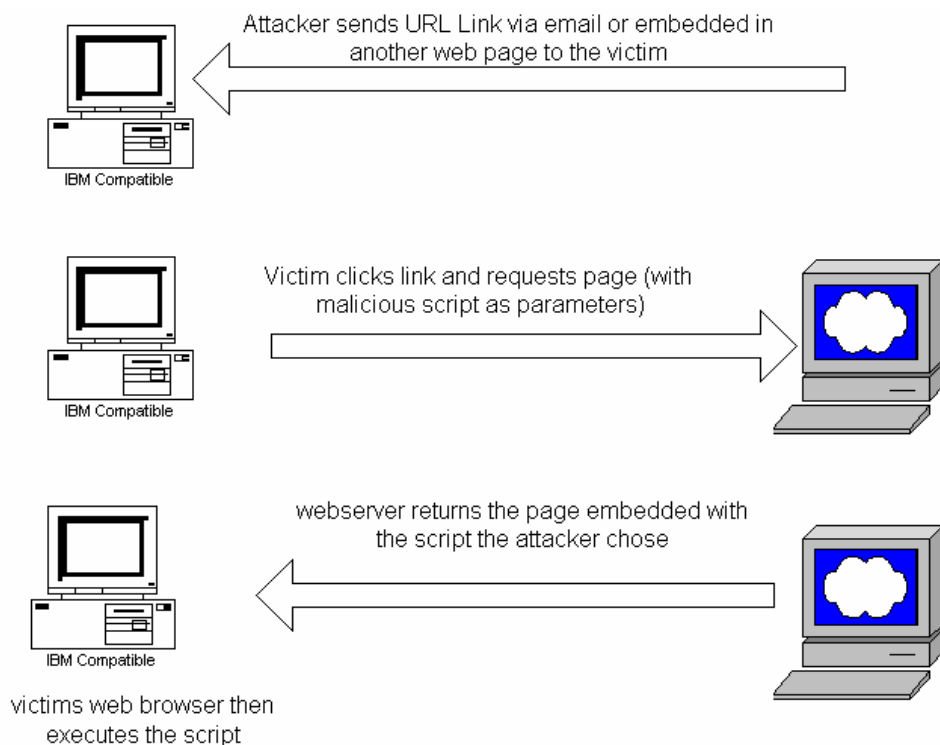 Attacker sends URL Link via email or embedded in
another web page to the victim
IBM Compatible
Victim clicks link and requests page (with
malicious script as parameters)
IBM Compatible
webserver returns the page embedded with
the script the attacker chose
IBM Compatible
victims web browser then
executes the script